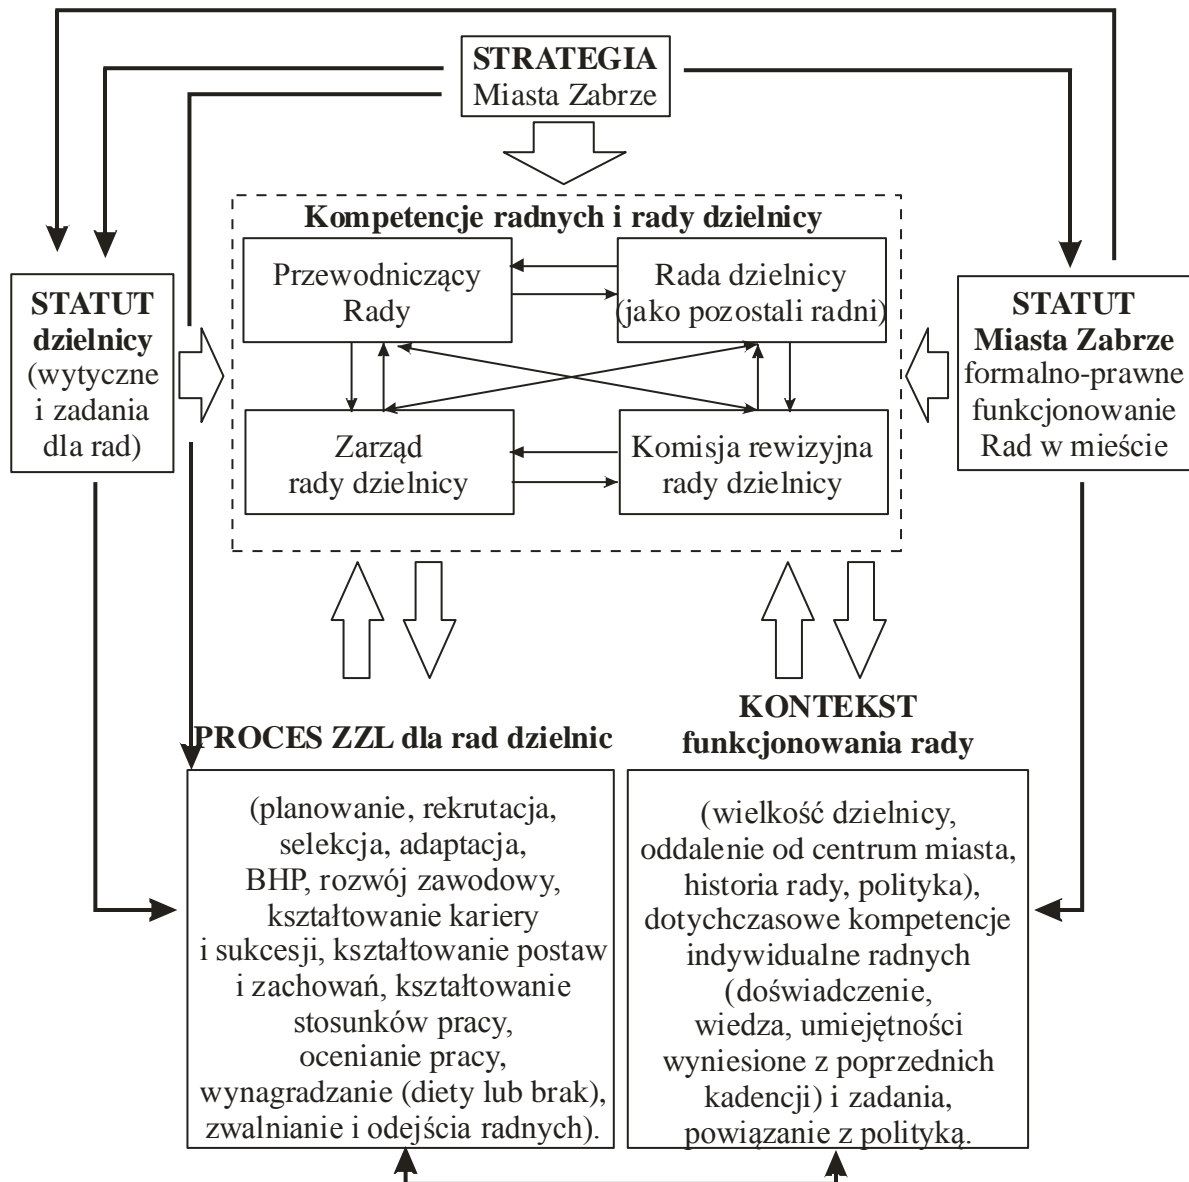 STRATEGIA
Miasta Zabrze
Kompetencje radnych i rady dzielnicy
Przewodniczący
Rady
Rada dzielnicy
(jako pozostali radni)
STATUT
dzielnicy
(wytyczne
i zadania
dla rad)
STATUT
Miasta Zabrze
formalno-prawne
funkcjonowanie
Rad w mieście
Zarząd
rady dzielnicy
Komisja rewizyjna
rady dzielnicy
PROCES ZZL dla rad dzielnic
(planowanie, rekrutacja,
selekcja, adaptacja,
BHP, rozwój zawodowy,
kształtowanie kariery
i sukcesji, kształtowanie postaw
i zachowań, kształtowanie
stosunków pracy,
ocenianie pracy,
wynagradzanie (diety lub brak),
zwalnianie i odejścia radnych).
KONTEKST
funkcjonowania rady
(wielkość dzielnicy,
oddalenie od centrum miasta,
historia rady, polityka),
dotychczasowe kompetencje
indywidualne radnych
(doświadczenie,
wiedza, umiejętności
wyniesione z poprzednich
kadencji) i zadania,
powiązanie z polityką.